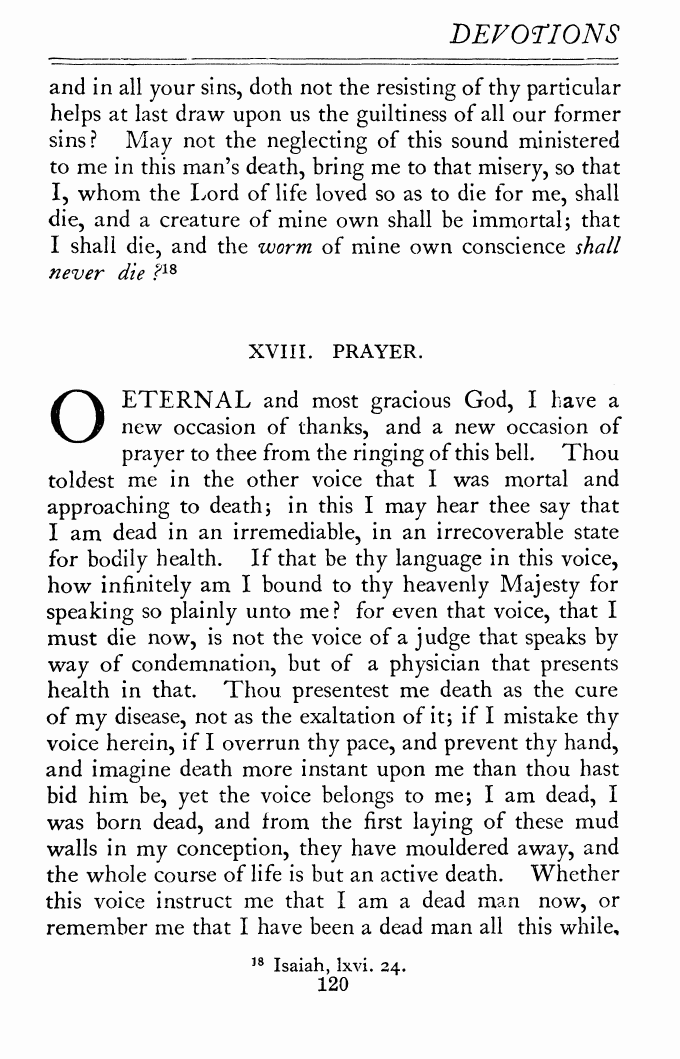 DEVOTIONS
and in all your sins, doth not the resisting of thy particular
helps at last draw upon us the guiltiness of all our former
sins? May not the neglecting of this sound ministered
to me in this man's death, bring me to that misery, so that
I, whom the Lord of life loved so as to die for me, shall
die, and a creature of mine own shall be immortal; that
I shall die, and the worm of mine own conscience shall
never die ?18
XVIII. PRAYER.
O ETERNAL and most gracious God, I have a
new occasion of thanks, and a new occasion of
prayer to thee from the ringing of this bell. Thou
toldest me in the other voice that I was mortal and
approaching to death; in this I may hear thee say that
I am dead in an irremediable, in an irrecoverable state
for bodily health. If that be thy language in this voice,
how infinitely am I bound to thy heavenly Majesty for
speaking so plainly unto me? for even that voice, that I
must die now, is not the voice of a judge that speaks by
way of condemnation, but of a physician that presents
health in that. Thou presentest me death as the cure
of my disease, not as the exaltation of it; if I mistake thy
voice herein, if I overrun thy pace, and prevent thy hand,
and imagine death more instant upon me than thou hast
bid him be, yet the voice belongs to me; I am dead, I
was born dead, and from the first laying of these mud
walls in my conception, they have mouldered away, and
the whole course of life is but an active death. Whether
this voice instruct me that I am a dead man now, or
remember me that I have been a dead man all this while,
18 Isaiah, lxvi. 24.
120